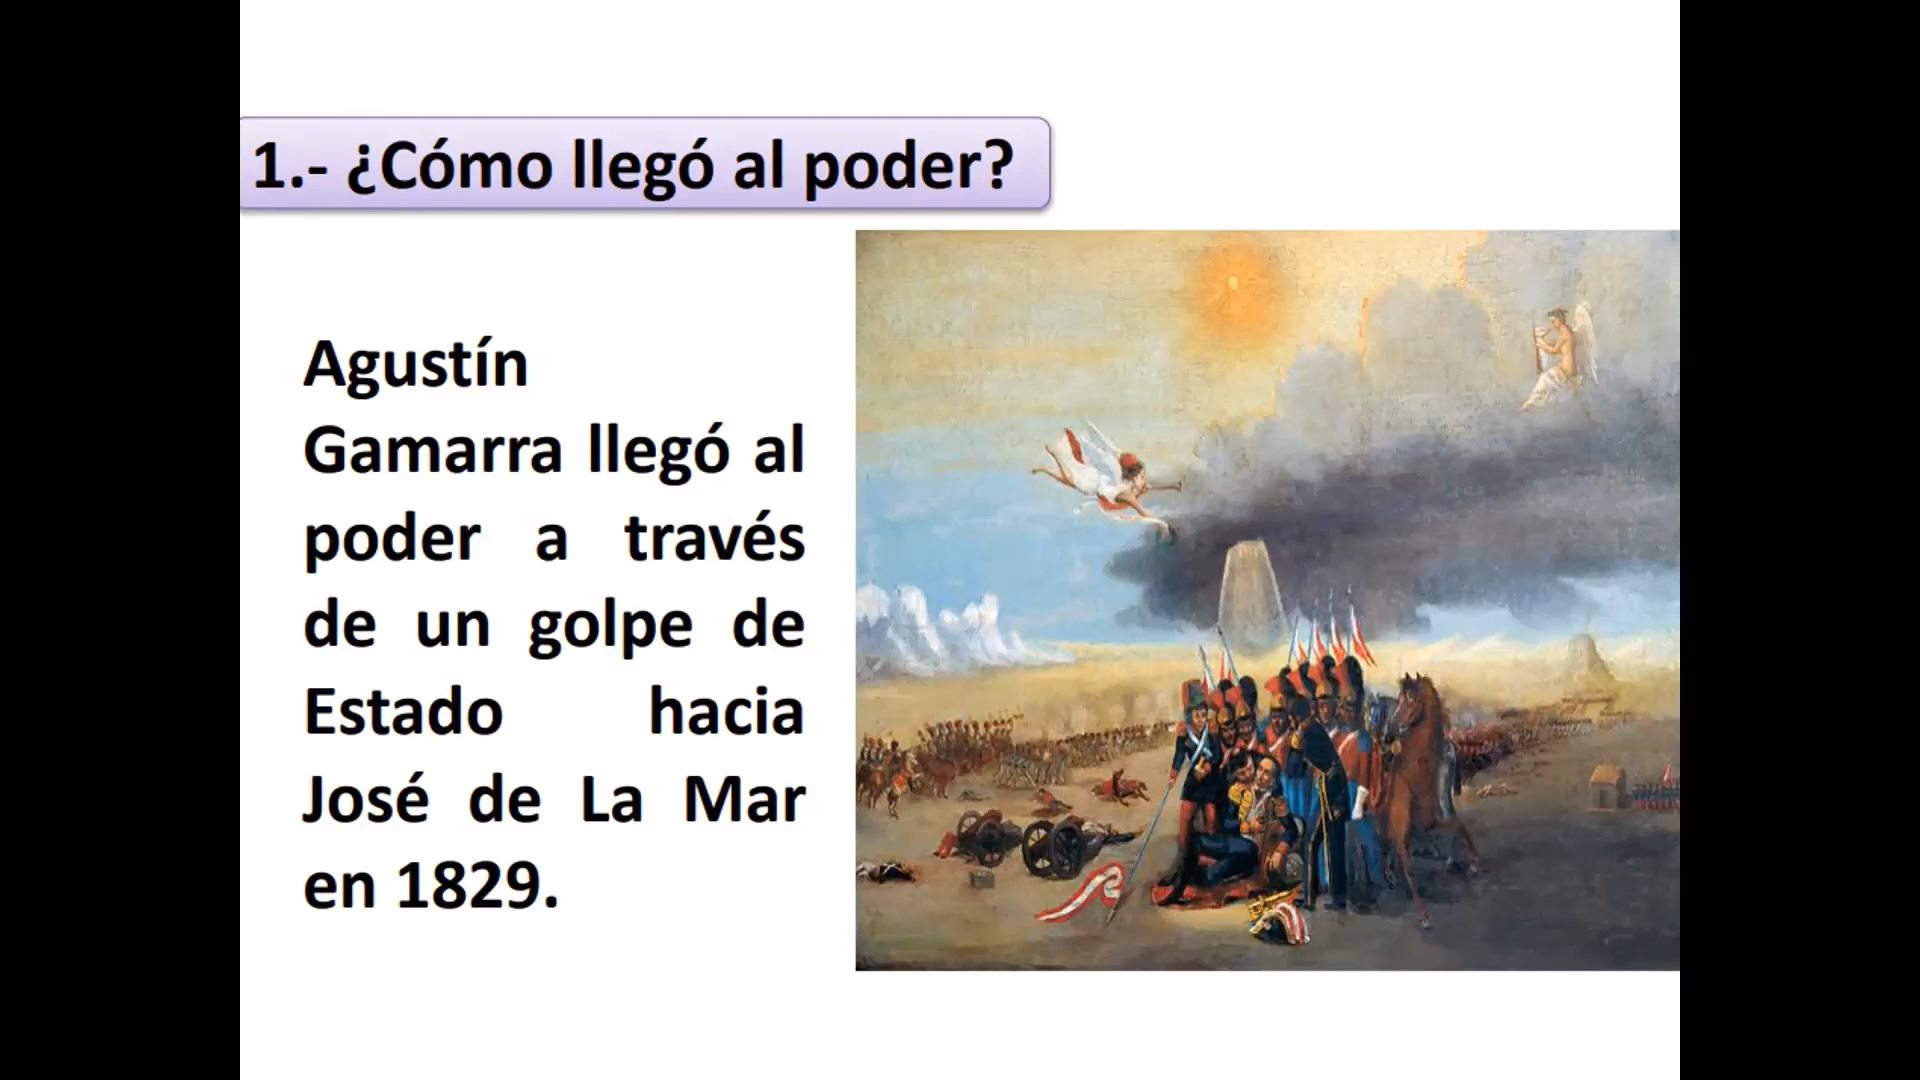 1.- ¿Cómo llegó al poder?
Agustín
Gamarra llegó al
poder a través
de un golpe de
Estado hacia
José de La Mar
en 1829.